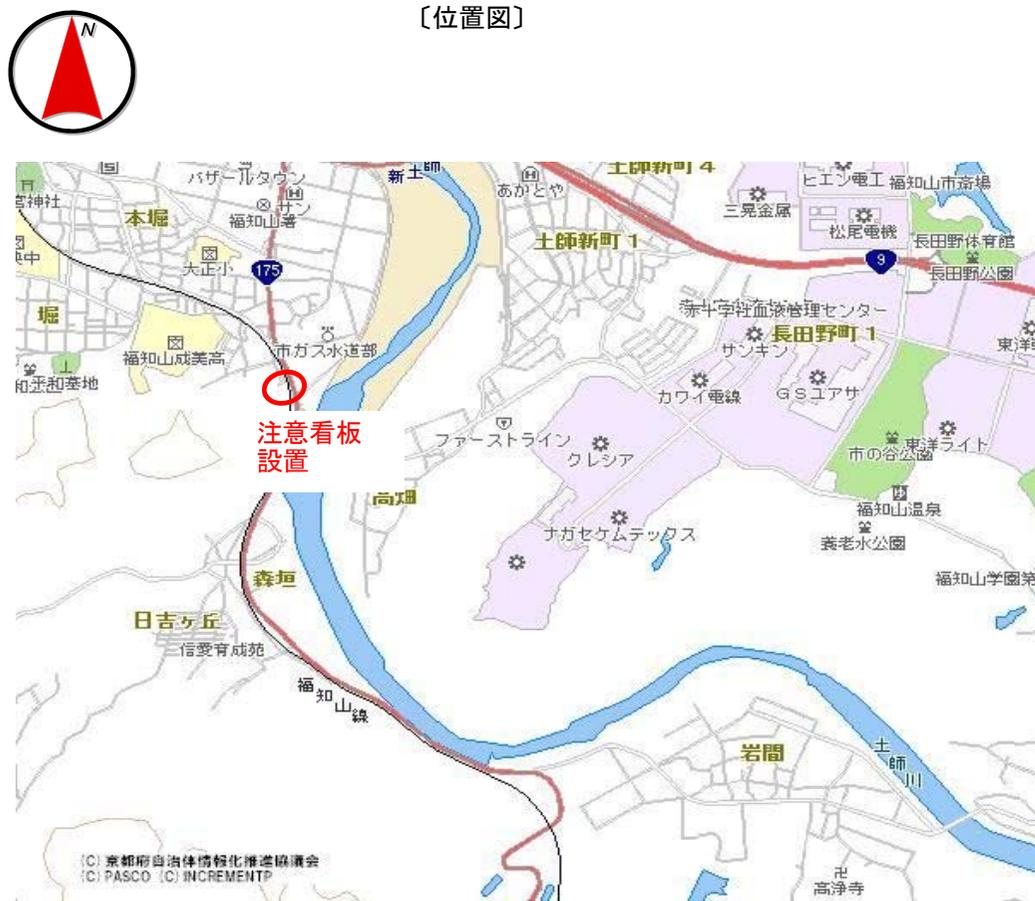 〔位置図〕
N
バザールタウン
新土師
宮神社
本堀
サン
福知山署
大正小
175
堀
福知山成美高
市ガス水道部
平和墓地
注意看板
設置
あかとや
土師新町4
土師新町1
三晃金属
ヒエン電工
福知山市斎場
松尾電機
長田野体育館
9
長田野公園
赤十字社血液管理センター
長田野町1
サンキン
カワイ電線
GSユアサ
ファーストライン
クレシア
市の谷公園
東洋ライト
福知山温泉
養老水公園
ナガセケムテックス
高畑
福知山学園第
森垣
日吉ヶ丘
信愛育成苑
福知山線
岩間
土師川
高浄寺
(C) 京都府自治体情報化推進協議会
(C) PASCO (C) INCREMENTP